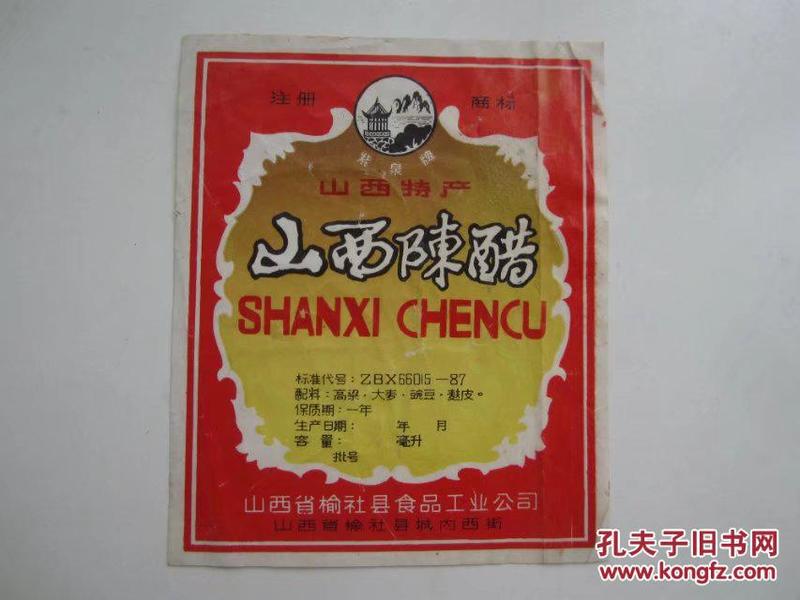 注册 商标
紫泉牌
山西特产
山西陳醋
SHANXI CHENCU
标准代号：ZBX66015—87
配料：高粱·大麦·豌豆·麸皮。
保质期：一年
生产日期： 年 月
容量： 毫升
批号
山西省榆社县食品工业公司
山西省榆社县城内西街
孔夫子旧书网
www.kongfz.com